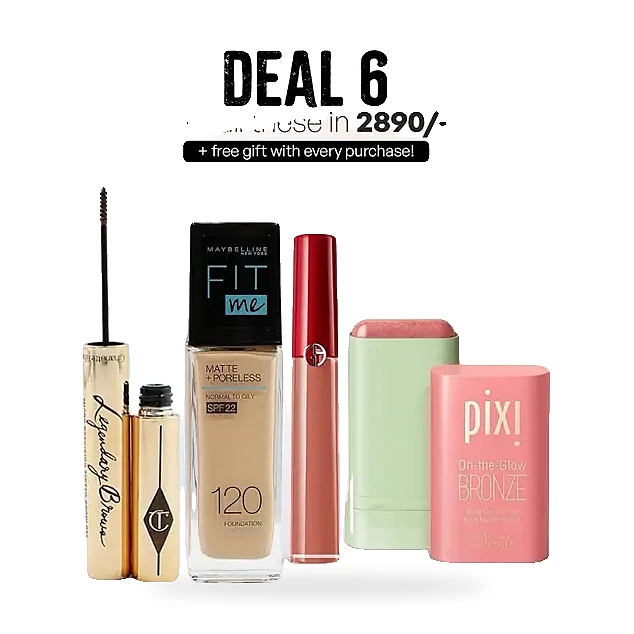 DEAL 6
these in 2890/-
+ free gift with every purchase!
MAYBELLINE
NEW YORK
FIT
me
MATTE
+ PORELESS
NORMAL TO OILY
SPF 22
120
FOUNDATION
Legendary Brows
CT
pixi
On-the-Glow
BRONZE